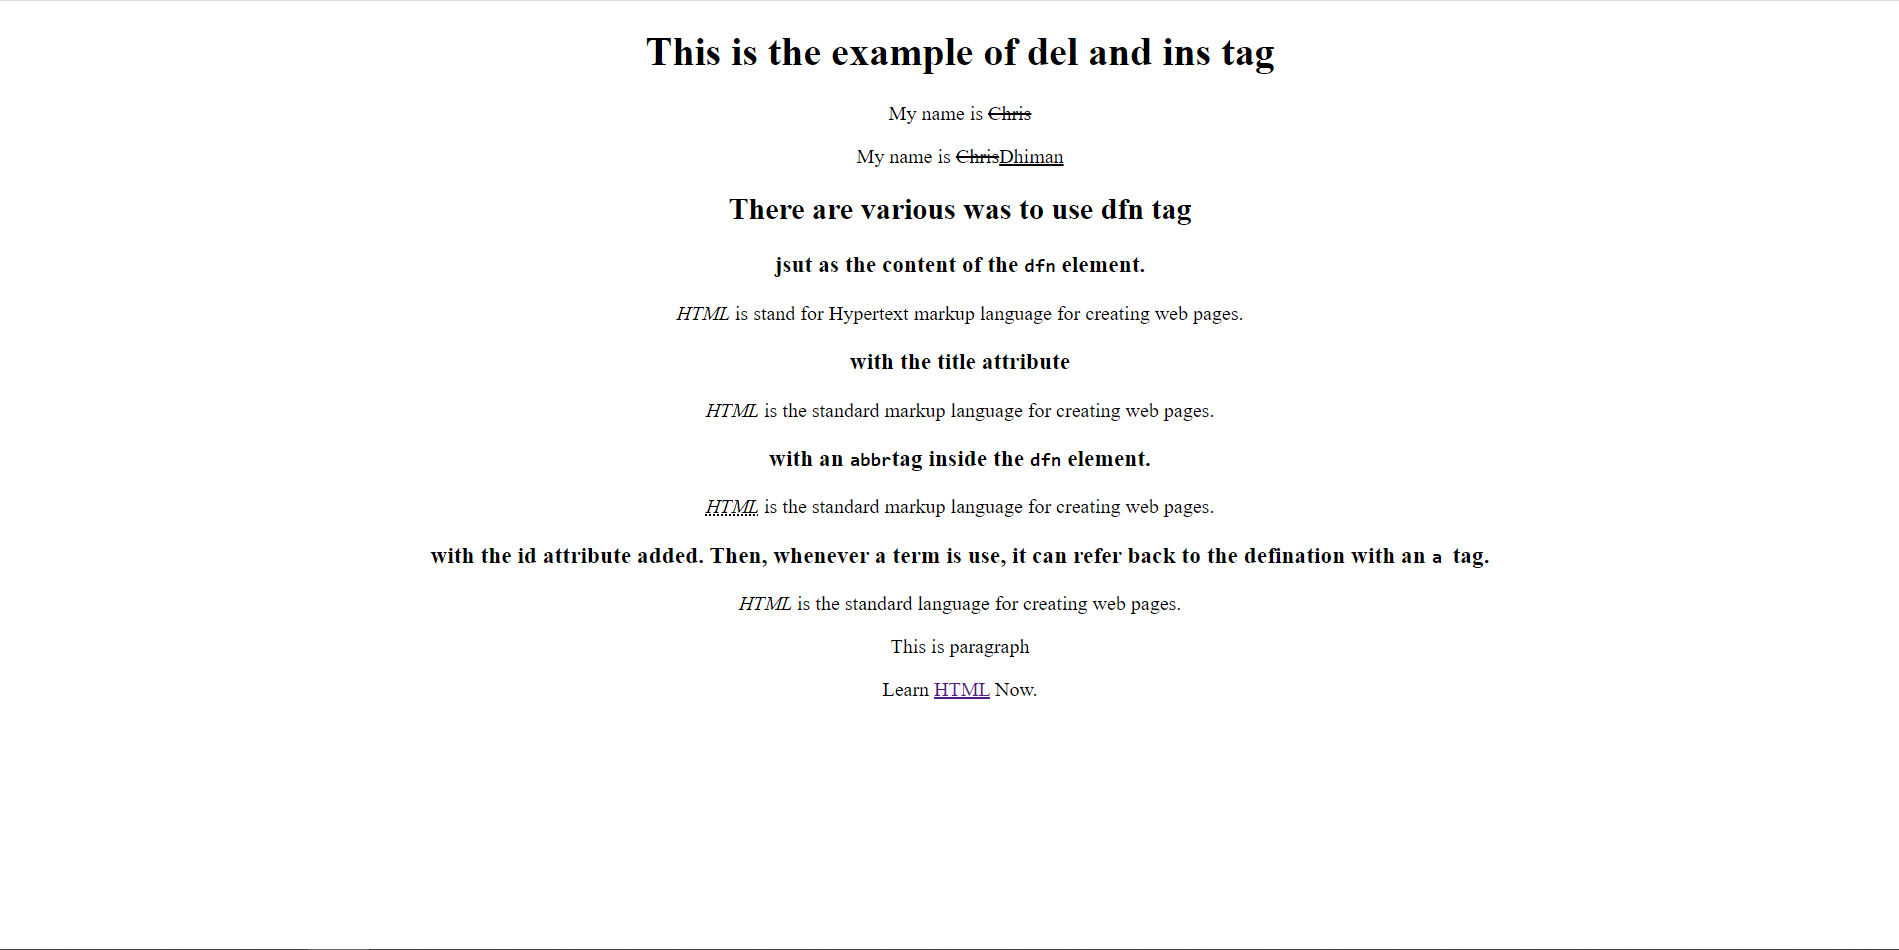 This is the example of del and ins tag
My name is Chris
My name is ChrisDhiman
There are various was to use dfn tag
jsut as the content of the dfn element.
HTML is stand for Hypertext markup language for creating web pages.
with the title attribute
HTML is the standard markup language for creating web pages.
with an abbrtag inside the dfn element.
HTML is the standard markup language for creating web pages.
with the id attribute added. Then, whenever a term is use, it can refer back to the defination with an a tag.
HTML is the standard language for creating web pages.
This is paragraph
Learn HTML Now.